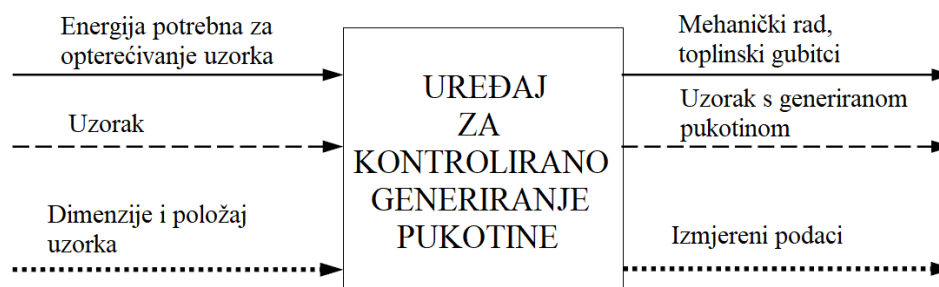 Energija potrebna za
opterećivanje uzorka
Uzorak
Dimenzije i položaj
uzorka
UREĐAJ
ZA
KONTROLIRANO
GENERIRANJE
PUKOTINE
Mehanički rad,
toplinski gubitci
Uzorak s generiranom
pukotinom
Izmjereni podaci